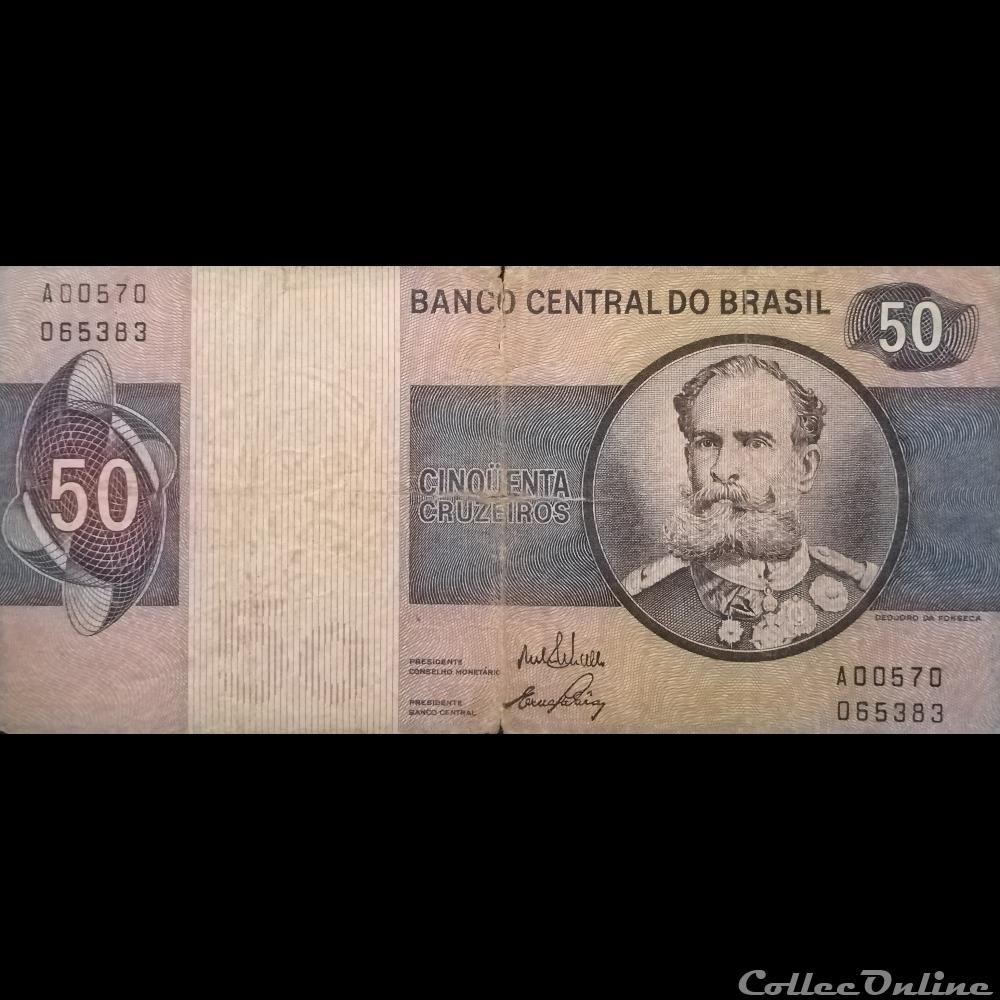 A00570
065383
BANCO CENTRAL DO BRASIL
50
50
CINQÜENTA
CRUZEIROS
DEODORO DA FONSECA
PRESIDENTE
CONSELHO MONETÁRIO
PRESIDENTE
BANCO CENTRAL
A00570
065383
CollecOnline